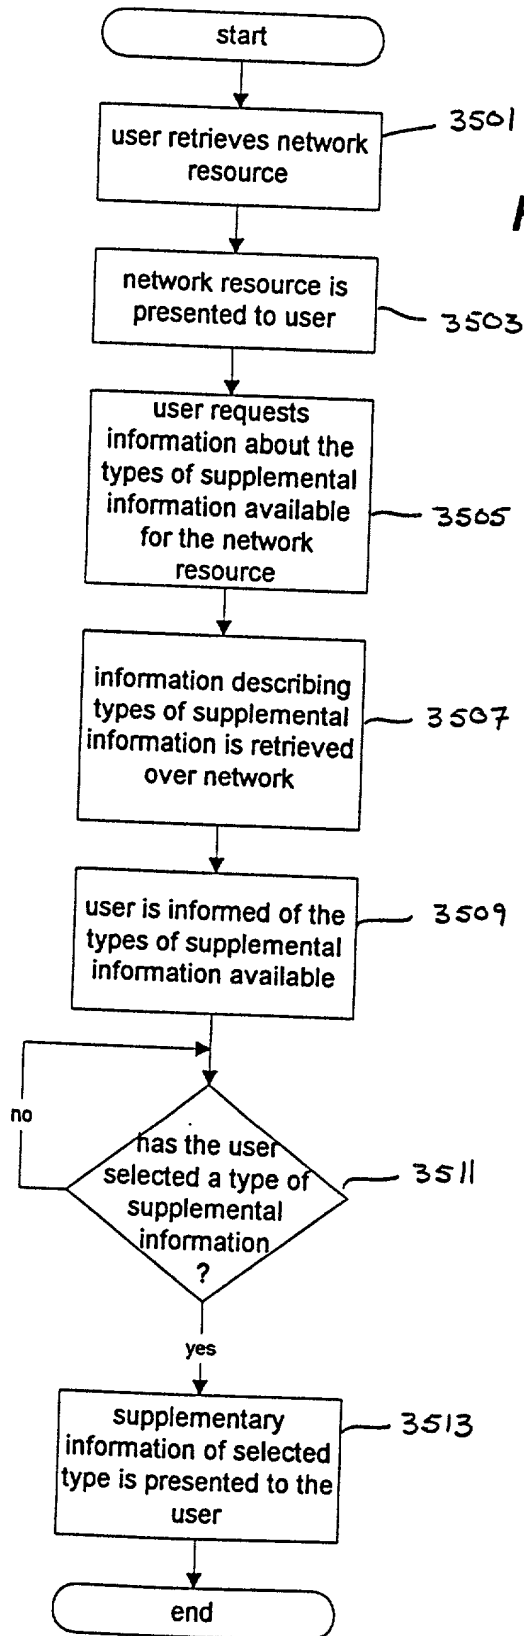 start
user retrieves network
resource
3501
network resource is
presented to user
3503
user requests
information about the
types of supplemental
information available
for the network
resource
3505
information describing
types of supplemental
information is retrieved
over network
3507
user is informed of the
types of supplemental
information available
3509
no
has the user
selected a type of
supplemental
information
?
3511
yes
supplementary
information of selected
type is presented to the
user
3513
end